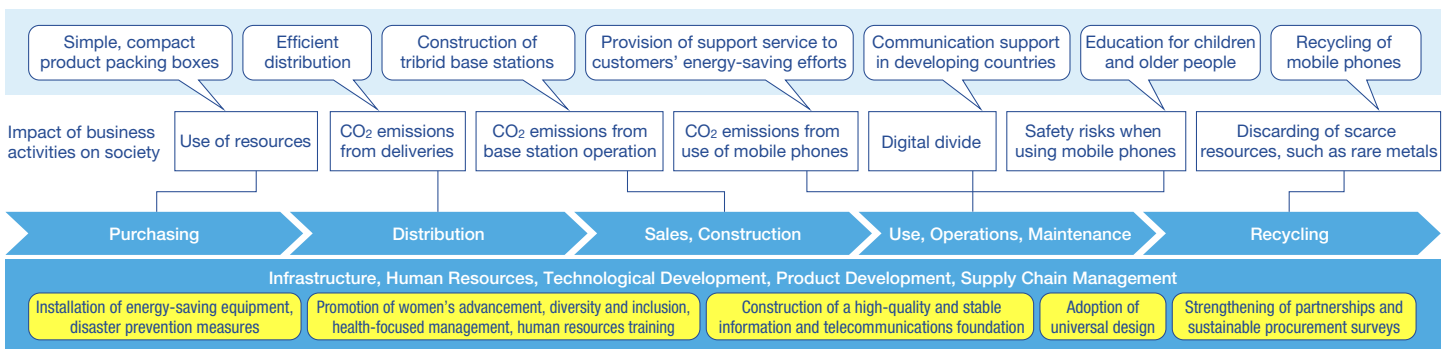 Simple, compact
product packing boxes
Efficient
distribution
Construction of
tribrid base stations
Provision of support service to
customers’ energy-saving efforts
Communication support
in developing countries
Education for children
and older people
Recycling of
mobile phones
Impact of business
activities on society
Use of resources
CO₂ emissions
from deliveries
CO₂ emissions from
base station operation
CO₂ emissions from
use of mobile phones
Digital divide
Safety risks when
using mobile phones
Discarding of scarce
resources, such as rare metals
Purchasing
Distribution
Sales, Construction
Use, Operations, Maintenance
Recycling
Infrastructure, Human Resources, Technological Development, Product Development, Supply Chain Management
Installation of energy-saving equipment,
disaster prevention measures
Promotion of women’s advancement, diversity and inclusion,
health-focused management, human resources training
Construction of a high-quality and stable
information and telecommunications foundation
Adoption of
universal design
Strengthening of partnerships and
sustainable procurement surveys